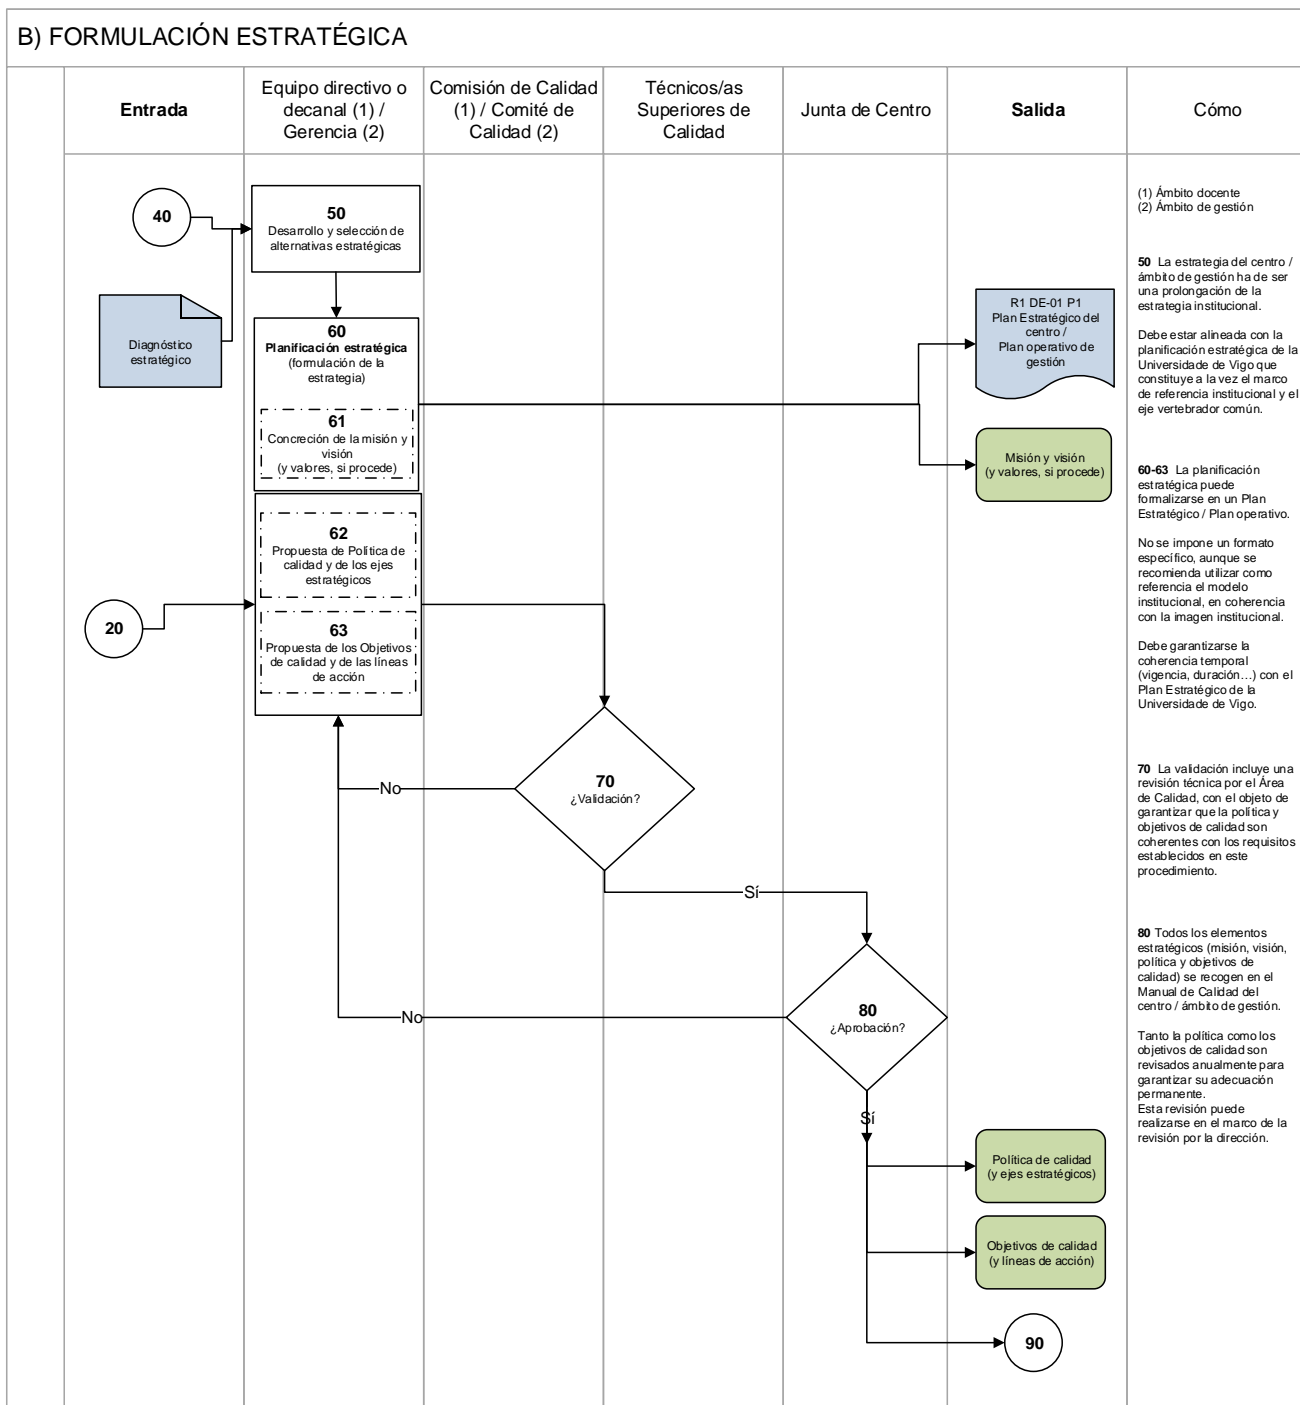 B) FORMULACIÓN ESTRATÉGICA
Entrada
Equipo directivo o
decanal (1) /
Gerencia (2)
Comisión de Calidad
(1) / Comité de
Calidad (2)
Técnicos/as
Superiores de
Calidad
Junta de Centro
Salida
Cómo
40
50
Desarrollo y selección de
alternativas estratégicas
Diagnóstico
estratégico
60
Planificación estratégica
(formulación de la
estrategia)
61
Concreción de la misión y
visión
(y valores, si procede)
R1 DE-01 P1
Plan Estratégico del
centro /
Plan operativo de
gestión
Misión y visión
(y valores, si procede)
62
Propuesta de Política de
calidad y de los ejes
estratégicos
20
63
Propuesta de los Objetivos
de calidad y de las líneas
de acción
70
¿Validación?
No
Sí
80
¿Aprobación?
No
Sí
Política de calidad
(y ejes estratégicos)
Objetivos de calidad
(y líneas de acción)
90
(1) Ámbito docente
(2) Ámbito de gestión
50 La estrategia del centro /
ámbito de gestión ha de ser
una prolongación de la
estrategia institucional.
Debe estar alineada con la
planificación estratégica de la
Universidade de Vigo que
constituye a la vez el marco
de referencia institucional y el
eje vertebrador común.
60-63 La planificación
estratégica puede
formalizarse en un Plan
Estratégico / Plan operativo.
No se impone un formato
específico, aunque se
recomienda utilizar como
referencia el modelo
institucional, en coherencia
con la imagen institucional.
Debe garantizarse la
coherencia temporal
(vigencia, duración…) con el
Plan Estratégico de la
Universidade de Vigo.
70 La validación incluye una
revisión técnica por el Área
de Calidad, con el objeto de
garantizar que la política y
objetivos de calidad son
coherentes con los requisitos
establecidos en este
procedimiento.
80 Todos los elementos
estratégicos (misión, visión,
política y objetivos de
calidad) se recogen en el
Manual de Calidad del
centro / ámbito de gestión.
Tanto la política como los
objetivos de calidad son
revisados anualmente para
garantizar su adecuación
permanente.
Esta revisión puede
realizarse en el marco de la
revisión por la dirección.